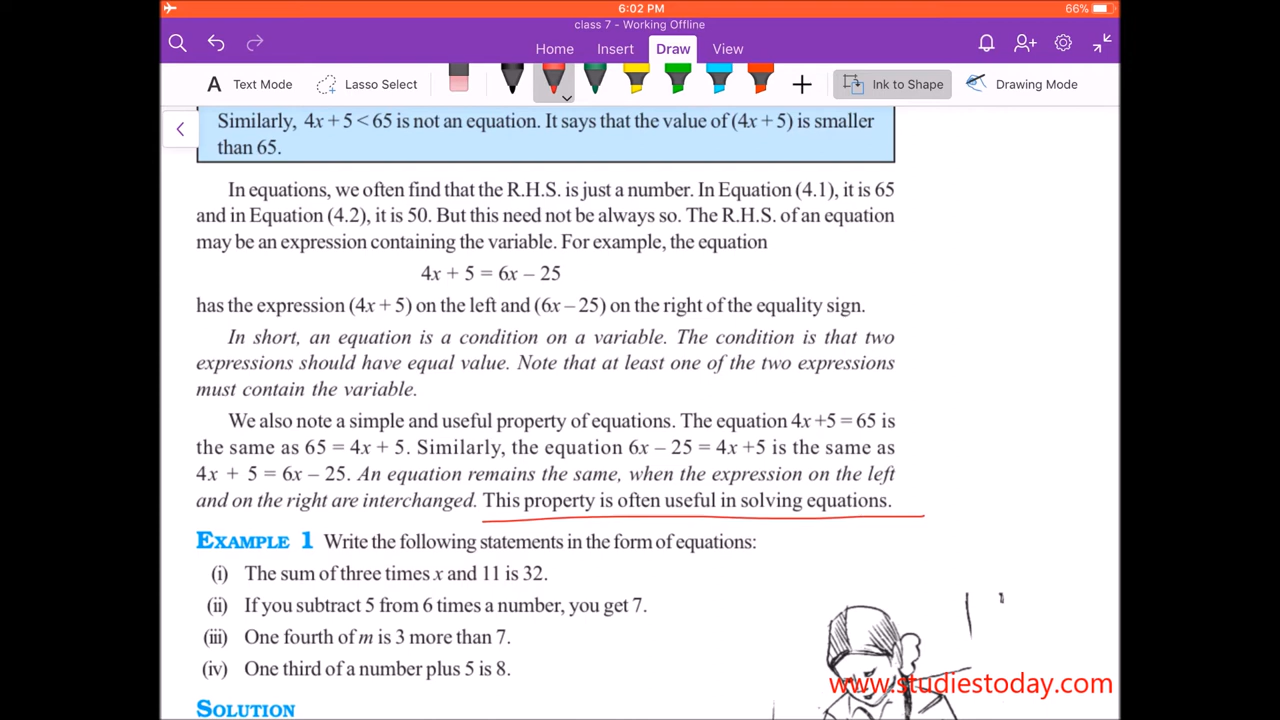 6:02 PM
66%
class 7 - Working Offline
Home Insert Draw View
A Text Mode Lasso Select Ink to Shape Drawing Mode
Similarly, 4x + 5 < 65 is not an equation. It says that the value of (4x + 5) is smaller
than 65.
In equations, we often find that the R.H.S. is just a number. In Equation (4.1), it is 65
and in Equation (4.2), it is 50. But this need not be always so. The R.H.S. of an equation
may be an expression containing the variable. For example, the equation
4x + 5 = 6x – 25
has the expression (4x + 5) on the left and (6x – 25) on the right of the equality sign.
In short, an equation is a condition on a variable. The condition is that two
expressions should have equal value. Note that at least one of the two expressions
must contain the variable.
We also note a simple and useful property of equations. The equation 4x +5 = 65 is
the same as 65 = 4x + 5. Similarly, the equation 6x – 25 = 4x +5 is the same as
4x + 5 = 6x – 25. An equation remains the same, when the expression on the left
and on the right are interchanged. This property is often useful in solving equations.
EXAMPLE 1 Write the following statements in the form of equations:
(i) The sum of three times x and 11 is 32.
(ii) If you subtract 5 from 6 times a number, you get 7.
(iii) One fourth of m is 3 more than 7.
(iv) One third of a number plus 5 is 8.
www.studiestoday.com
SOLUTION